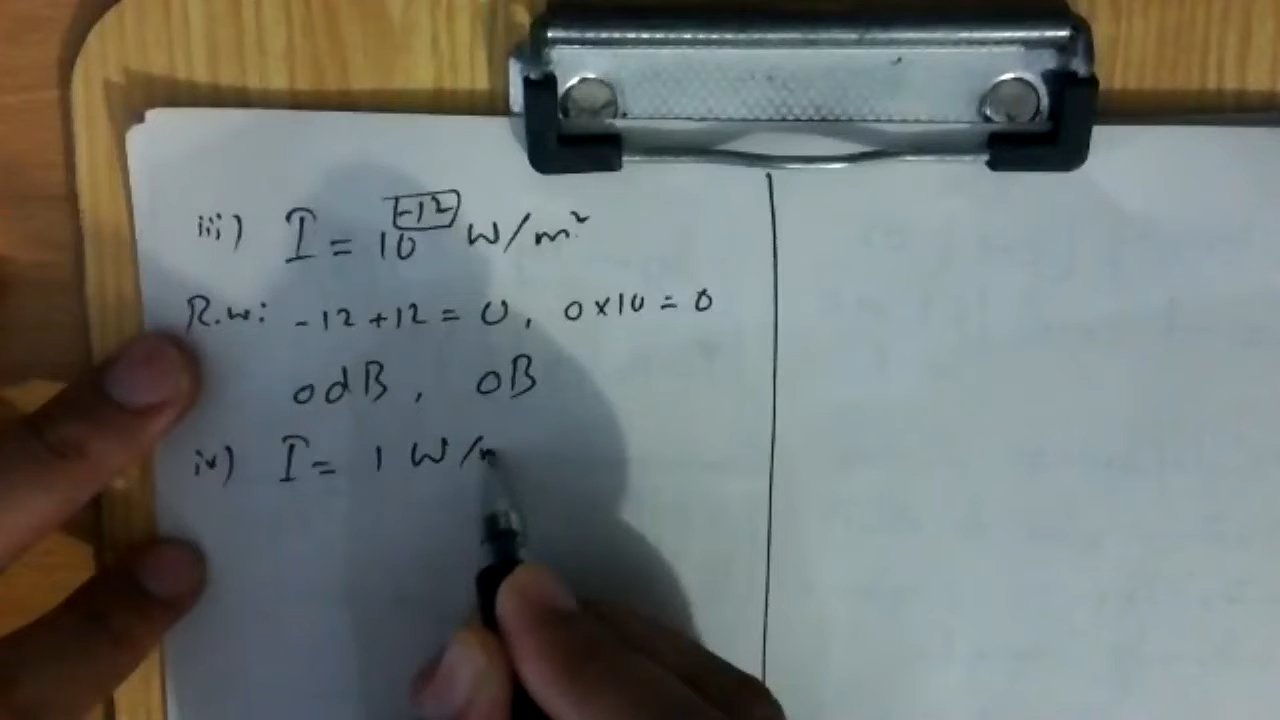 iii) I = 10^-12 W/m²
R.W: -12 +12 = 0, 0×10 = 0
0dB, 0B
iv) I = 1 W/m